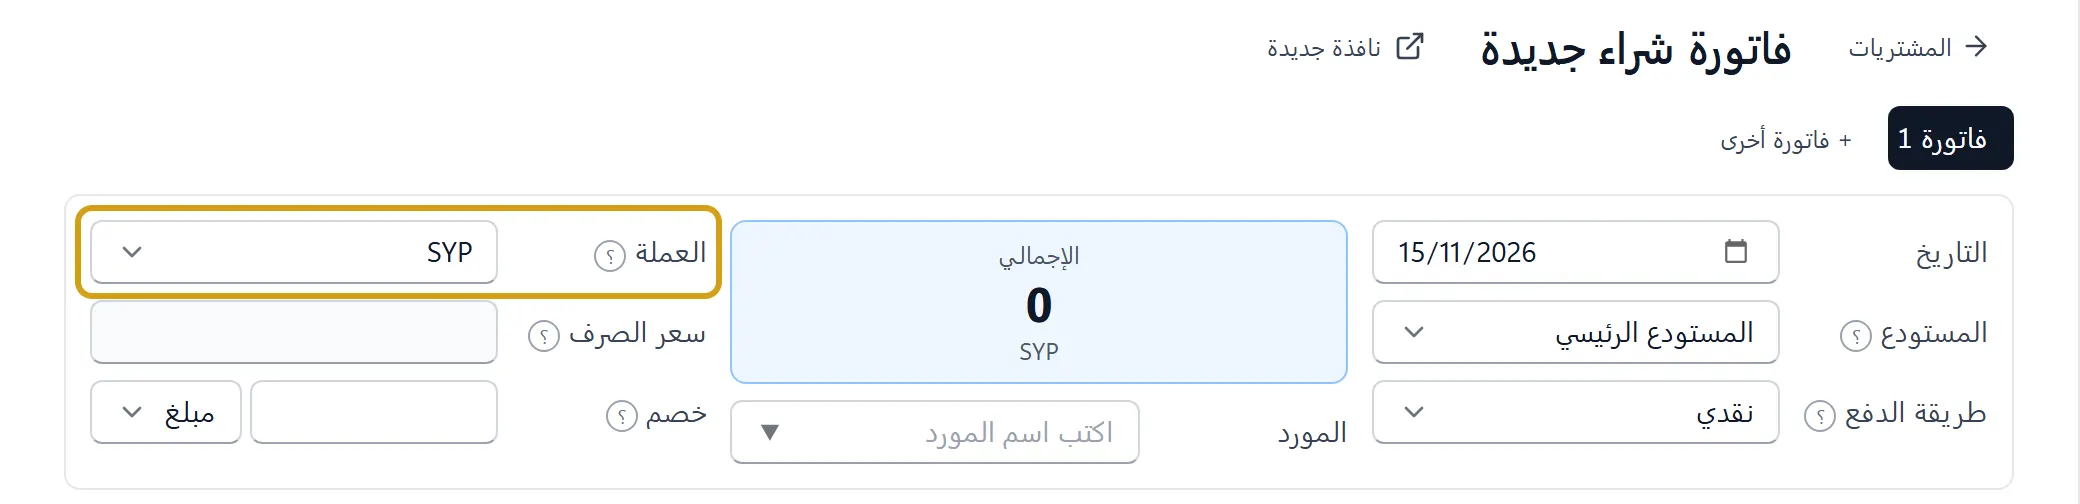 المشتريات
فاتورة شراء جديدة
نافذة جديدة
فاتورة 1
+ فاتورة أخرى
التاريخ
15/11/2026
المستودع ؟
المستودع الرئيسي
طريقة الدفع ؟
نقدي
الإجمالي
0
SYP
المورد
اكتب اسم المورد
العملة ؟
SYP
سعر الصرف ؟
خصم ؟
مبلغ